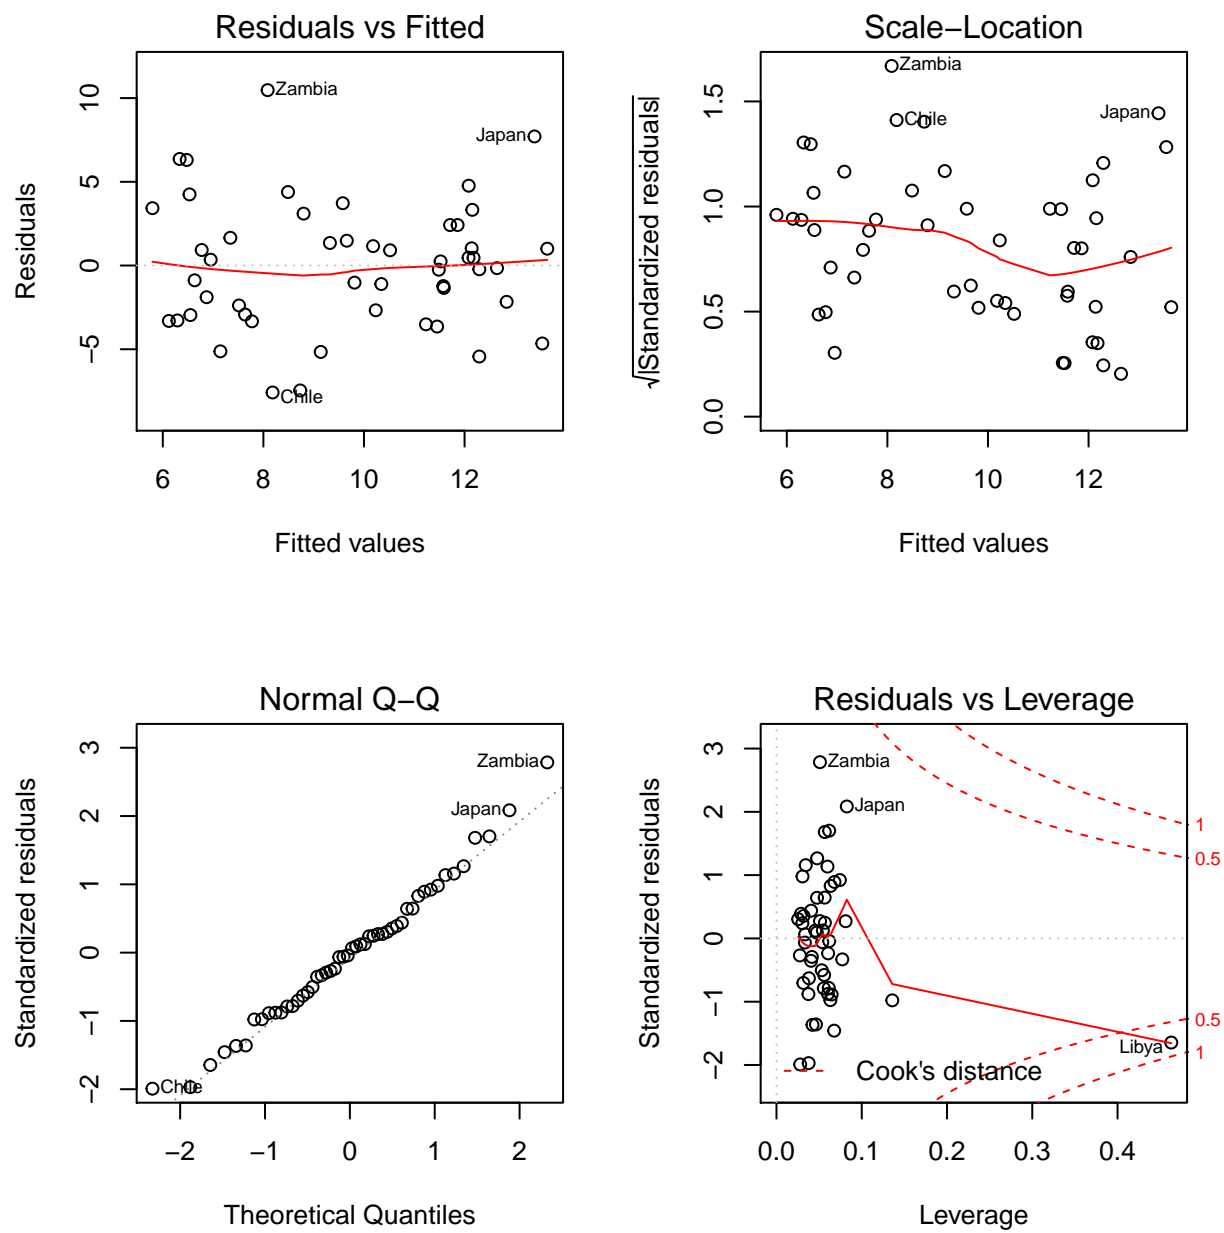 Residuals vs Fitted
Residuals
10
5
0
−5
Zambia
Japan
Chile
6 8 10 12
Fitted values
Scale−Location
√|Standardized residuals|
1.5
1.0
0.5
0.0
Zambia
Chile
Japan
6 8 10 12
Fitted values
Normal Q−Q
Standardized residuals
3
2
1
0
−1
−2
Zambia
Japan
Chile
−2 −1 0 1 2
Theoretical Quantiles
Residuals vs Leverage
Standardized residuals
3
2
1
0
−1
−2
Zambia
Japan
1
0.5
0.5
Libya
1
Cook's distance
0.0 0.1 0.2 0.3 0.4
Leverage